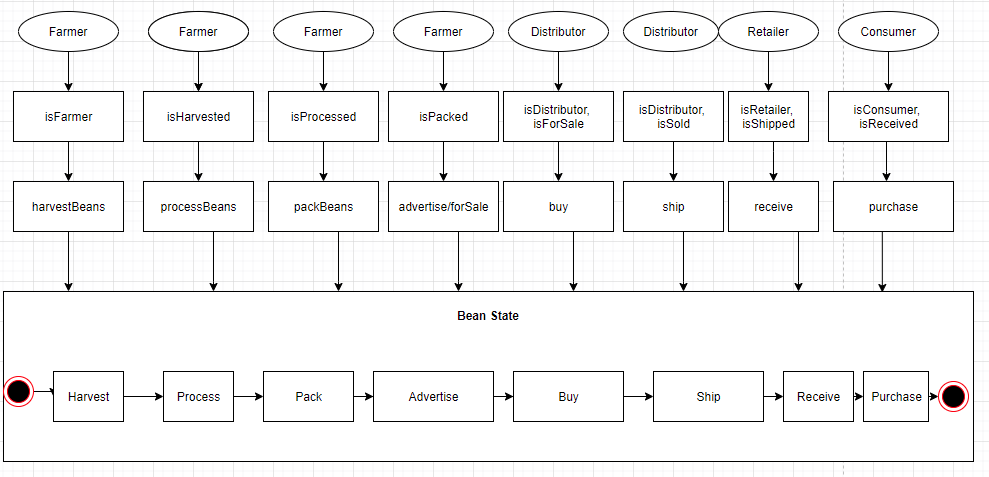 Farmer
Farmer
Farmer
Farmer
Distributor
Distributor
Retailer
Consumer
isFarmer
isHarvested
isProcessed
isPacked
isDistributor,
isForSale
isDistributor,
isSold
isRetailer,
isShipped
isConsumer,
isReceived
harvestBeans
processBeans
packBeans
advertise/forSale
buy
ship
receive
purchase
Bean State
Harvest
Process
Pack
Advertise
Buy
Ship
Receive
Purchase